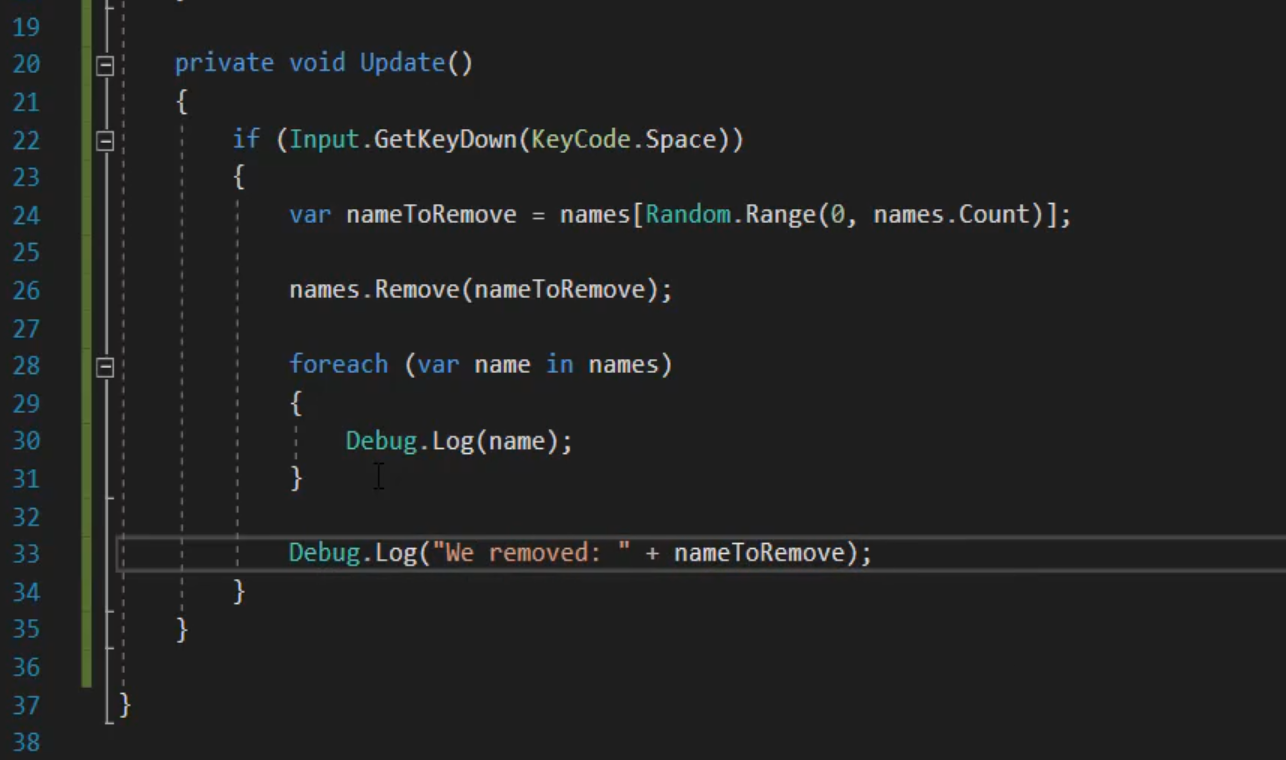 19
20 private void Update()
21 {
22 if (Input.GetKeyDown(KeyCode.Space))
23 {
24 var nameToRemove = names[Random.Range(0, names.Count)];
25
26 names.Remove(nameToRemove);
27
28 foreach (var name in names)
29 {
30 Debug.Log(name);
31 }
32
33 Debug.Log("We removed: " + nameToRemove);
34 }
35 }
36
37 }
38